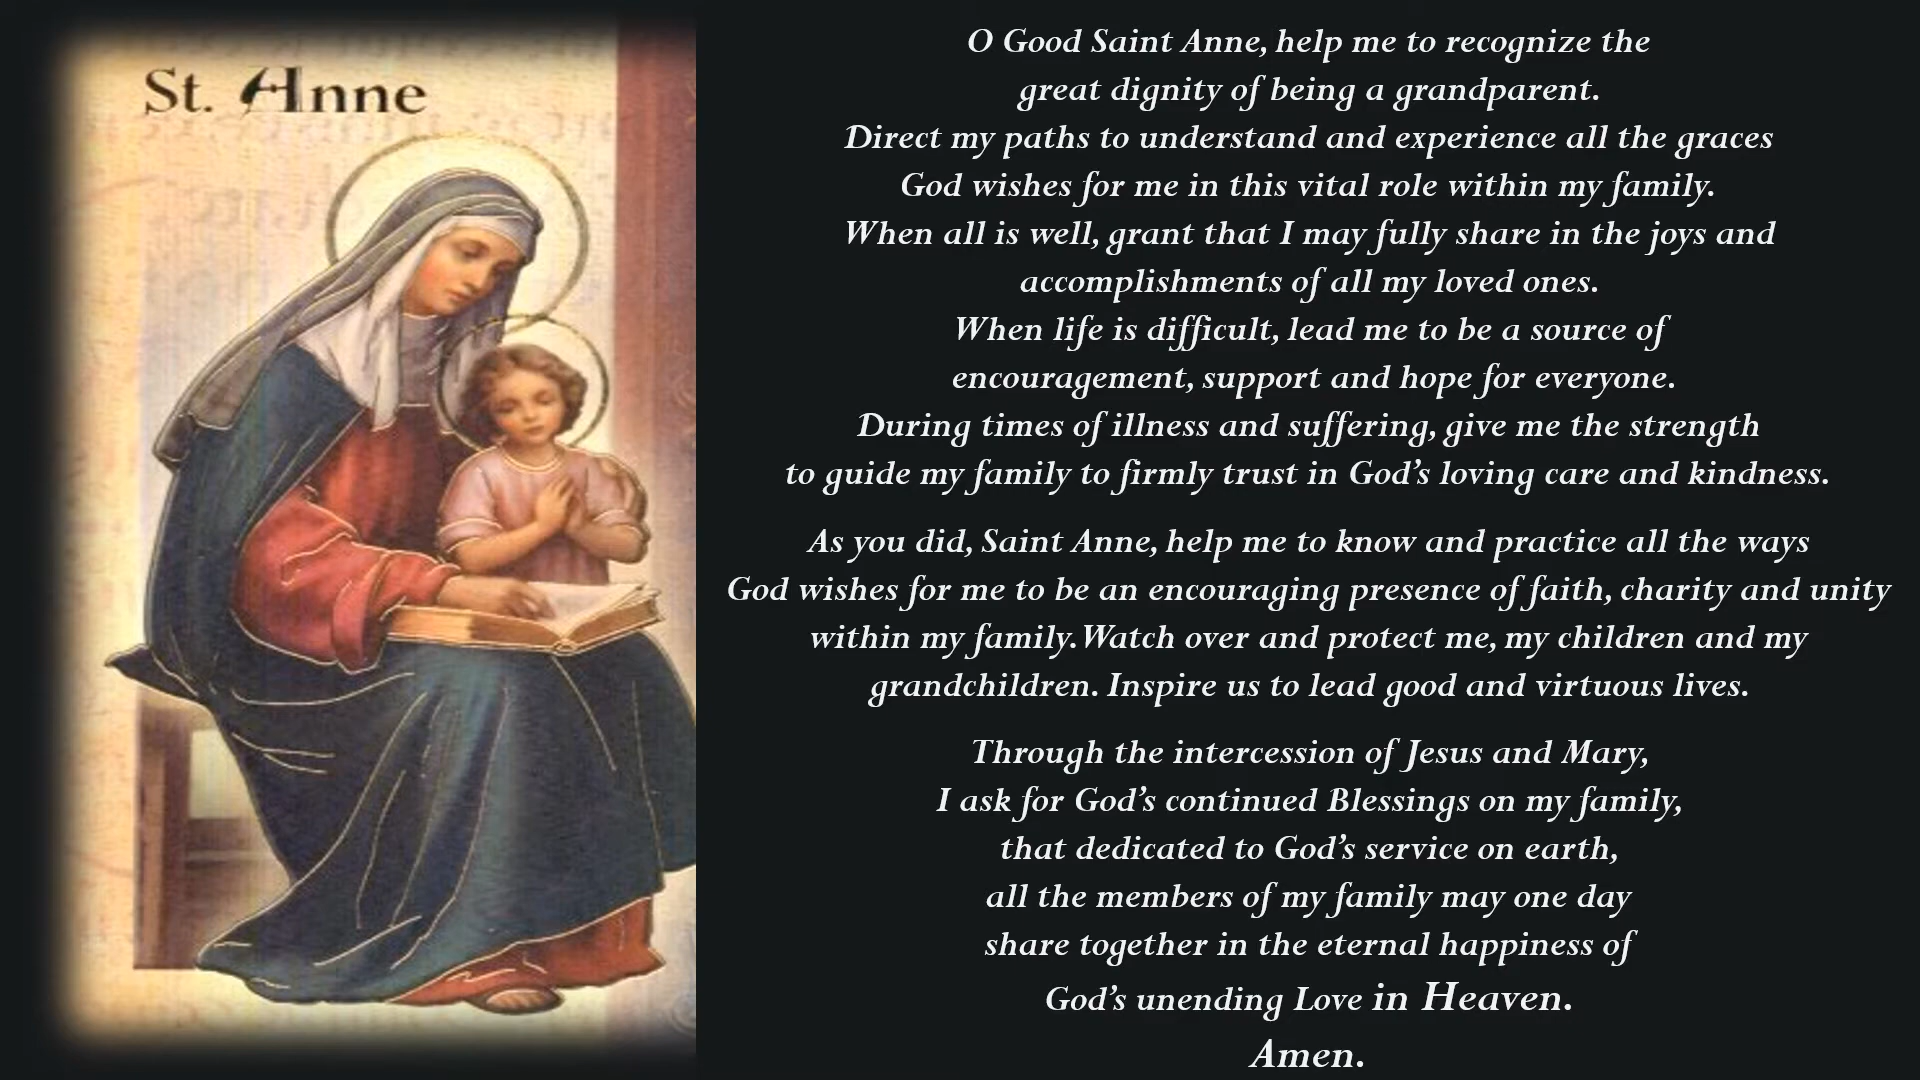 St. Anne
O Good Saint Anne, help me to recognize the
great dignity of being a grandparent.
Direct my paths to understand and experience all the graces
God wishes for me in this vital role within my family.
When all is well, grant that I may fully share in the joys and
accomplishments of all my loved ones.
When life is difficult, lead me to be a source of
encouragement, support and hope for everyone.
During times of illness and suffering, give me the strength
to guide my family to firmly trust in God’s loving care and kindness.
As you did, Saint Anne, help me to know and practice all the ways
God wishes for me to be an encouraging presence of faith, charity and unity
within my family. Watch over and protect me, my children and my
grandchildren. Inspire us to lead good and virtuous lives.
Through the intercession of Jesus and Mary,
I ask for God’s continued Blessings on my family,
that dedicated to God’s service on earth,
all the members of my family may one day
share together in the eternal happiness of
God’s unending Love in Heaven.
Amen.